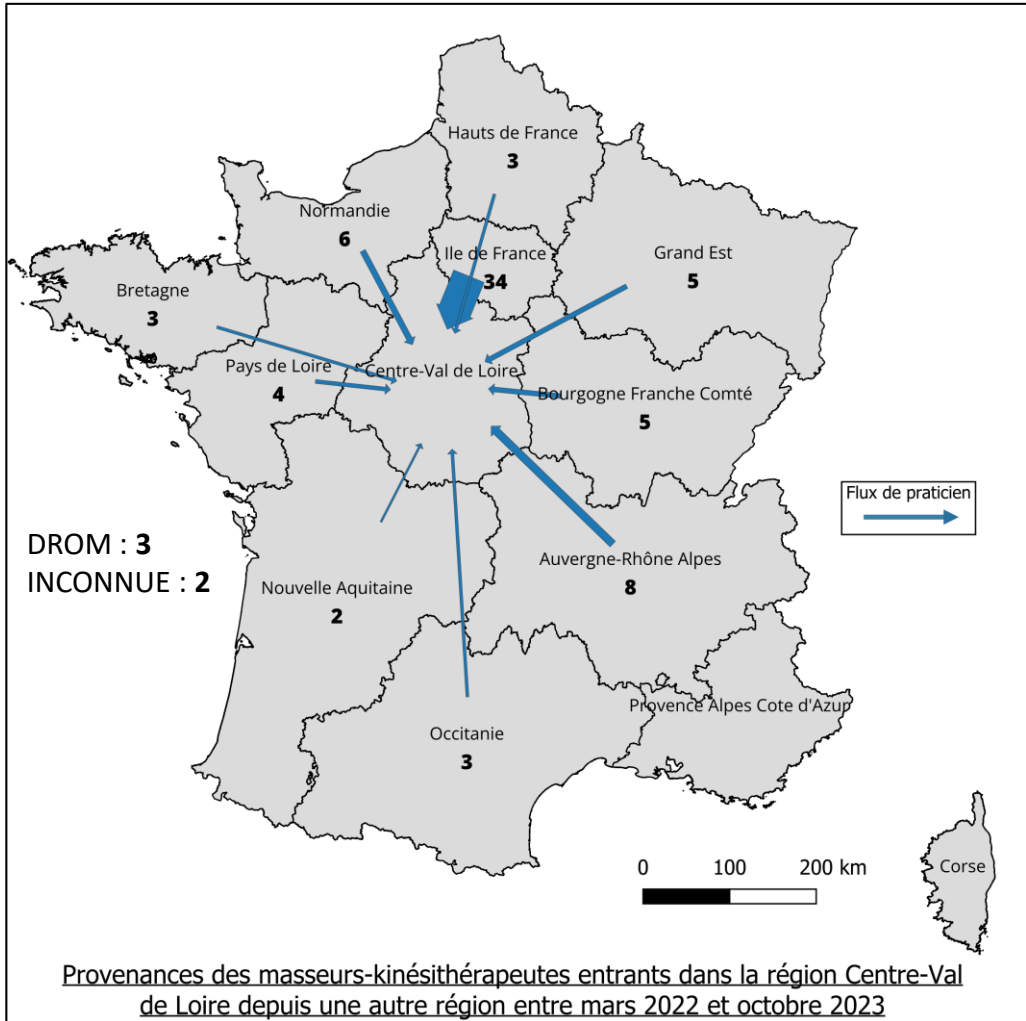 Hauts de France
3
Normandie
6
Ile de France
34
Grand Est
5
Bretagne
3
Pays de Loire
4
Centre-Val de Loire
Bourgogne Franche Comté
5
Flux de praticien
DROM : 3
INCONNUE : 2
Auvergne-Rhône Alpes
8
Nouvelle Aquitaine
2
Provence Alpes Cote d'Azur
Occitanie
3
0 100 200 km
Corse
Provenances des masseurs-kinésithérapeutes entrants dans la région Centre-Val
de Loire depuis une autre région entre mars 2022 et octobre 2023